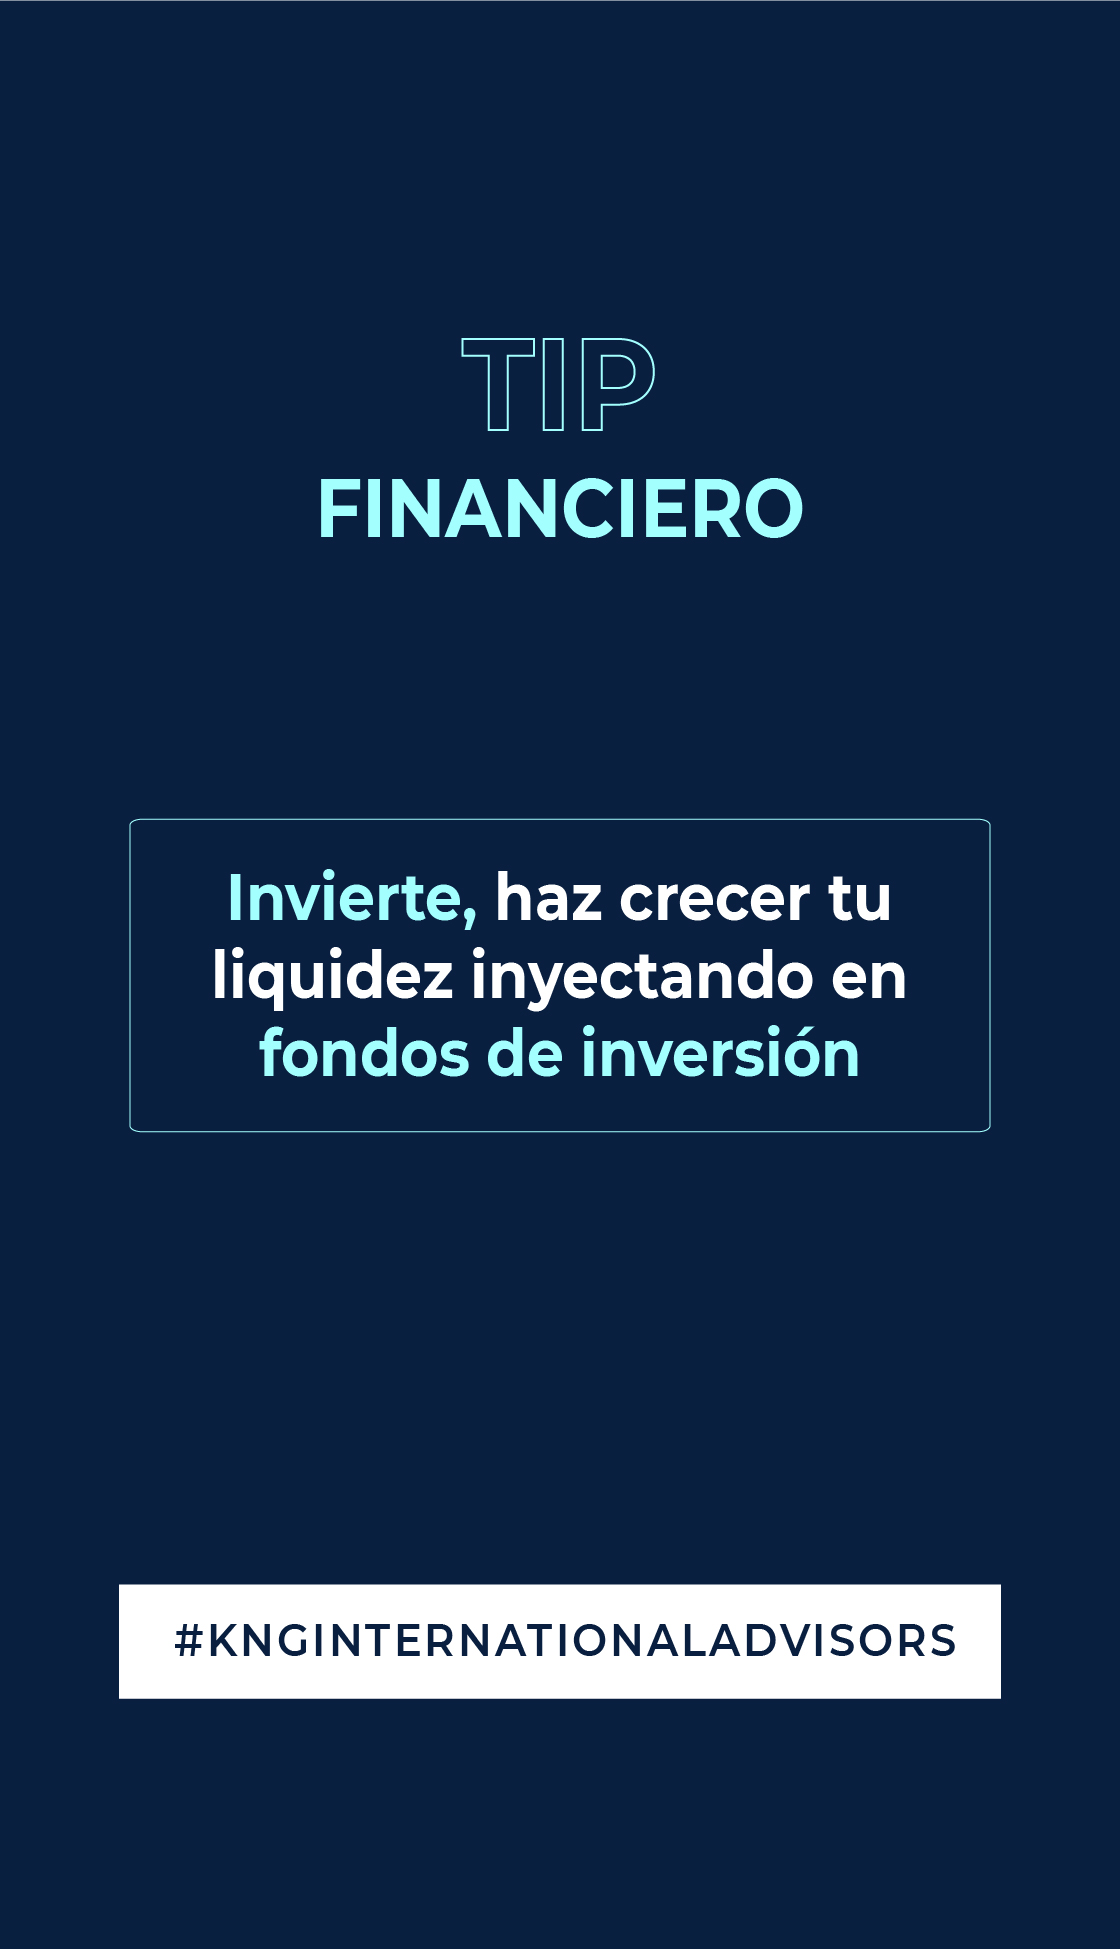 TIP
FINANCIERO
Invierte, haz crecer tu
liquidez inyectando en
fondos de inversión
#KNGINTERNATIONALADVISORS